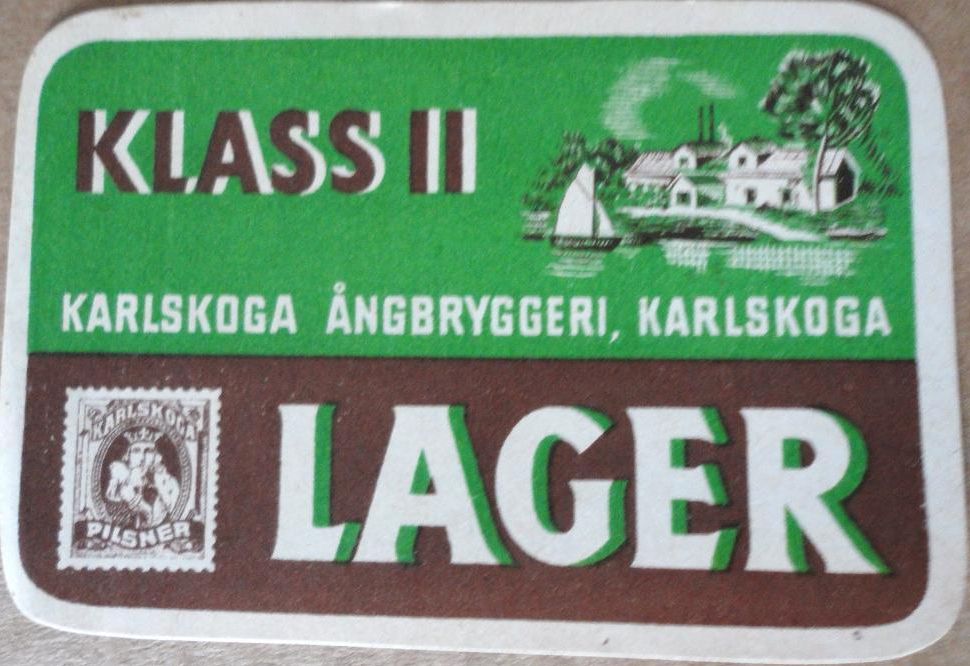 KLASS II
KARLSKOGA ÅNGBRYGGERI, KARLSKOGA
KARLSKOGA
PILSNER
LAGER